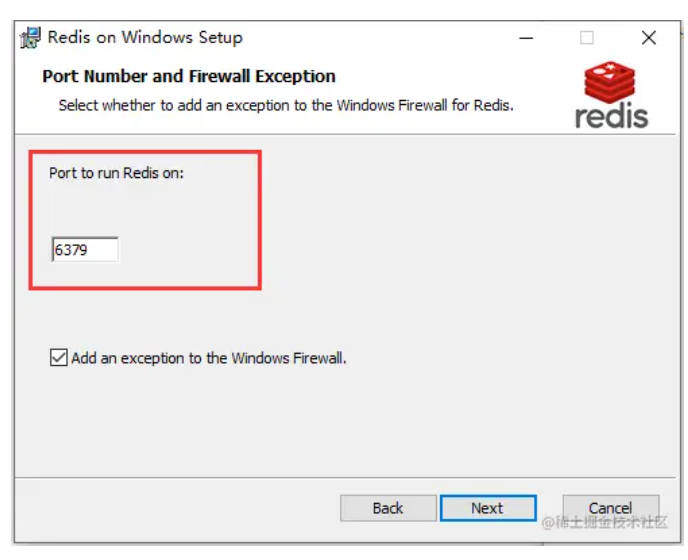 Redis on Windows Setup
Port Number and Firewall Exception
Select whether to add an exception to the Windows Firewall for Redis.
redis
Port to run Redis on:
6379
Add an exception to the Windows Firewall.
Back
Next
Cancel
@稀土掘金技术社区